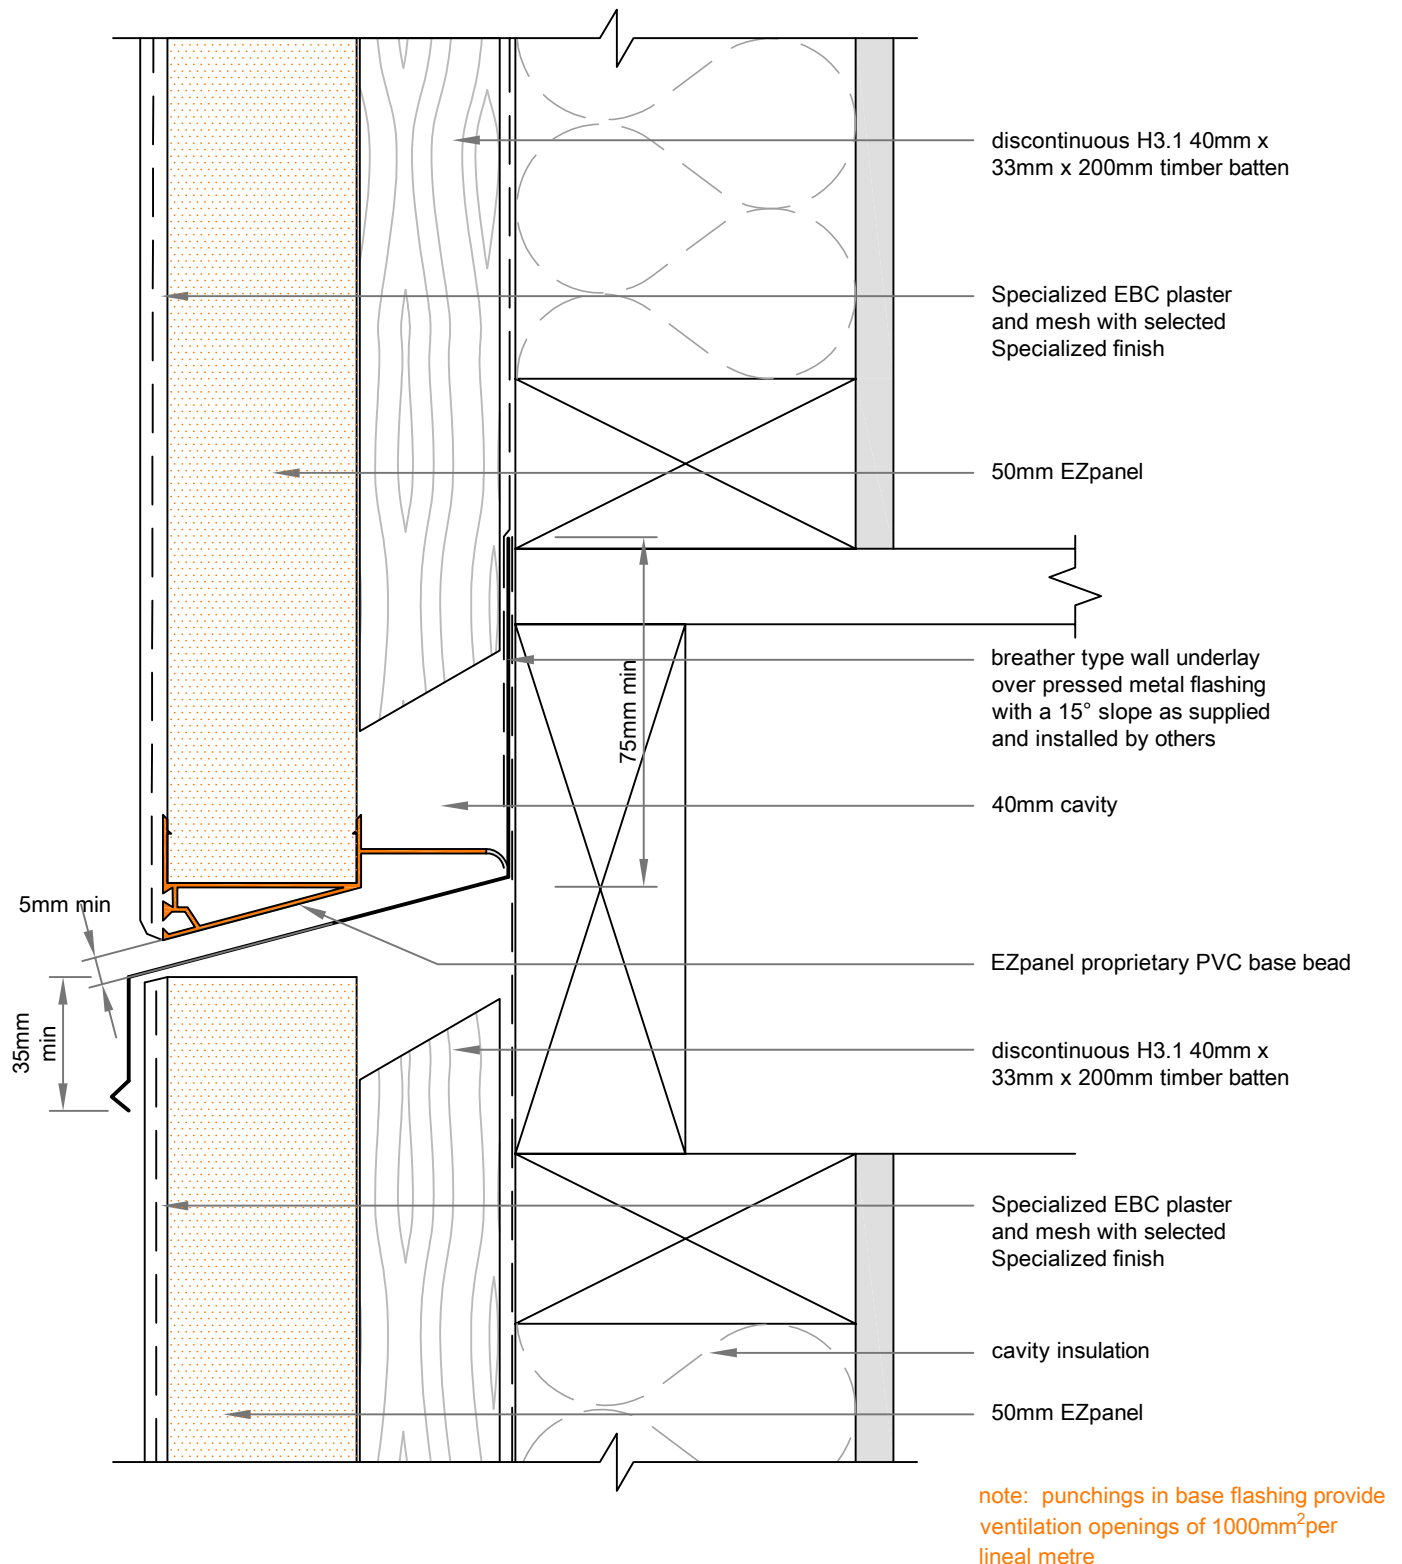 discontinuous H3.1 40mm x
33mm x 200mm timber batten
Specialized EBC plaster
and mesh with selected
Specialized finish
50mm EZpanel
breather type wall underlay
over pressed metal flashing
with a 15° slope as supplied
and installed by others
75mm min
40mm cavity
5mm min
EZpanel proprietary PVC base bead
35mm
min
discontinuous H3.1 40mm x
33mm x 200mm timber batten
Specialized EBC plaster
and mesh with selected
Specialized finish
cavity insulation
50mm EZpanel
note: punchings in base flashing provide
ventilation openings of 1000mm²per
lineal metre